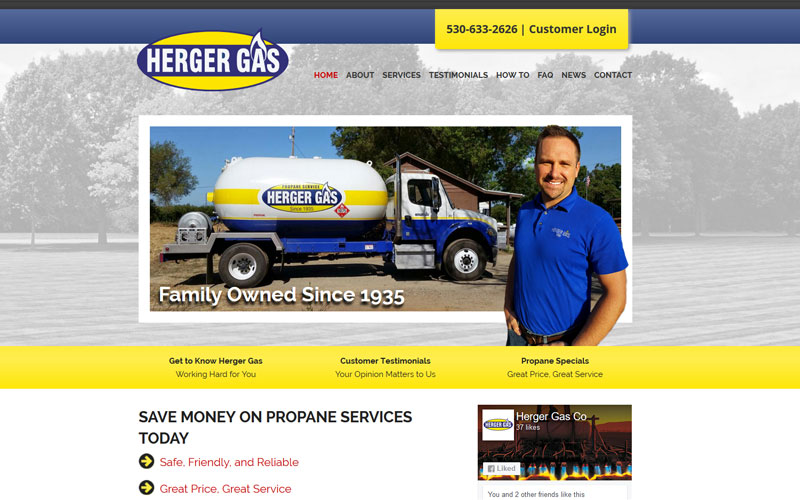 530-633-2626 | Customer Login
HERGER GAS
HOME ABOUT SERVICES TESTIMONIALS HOW TO FAQ NEWS CONTACT
PROPANE SERVICE
HERGER GAS
Since 1935
Family Owned Since 1935
Get to Know Herger Gas
Working Hard for You
Customer Testimonials
Your Opinion Matters to Us
Propane Specials
Great Price, Great Service
SAVE MONEY ON PROPANE SERVICES
TODAY
Safe, Friendly, and Reliable
Great Price, Great Service
HERGER GAS
Herger Gas Co
37 likes
Liked
You and 2 other friends like this